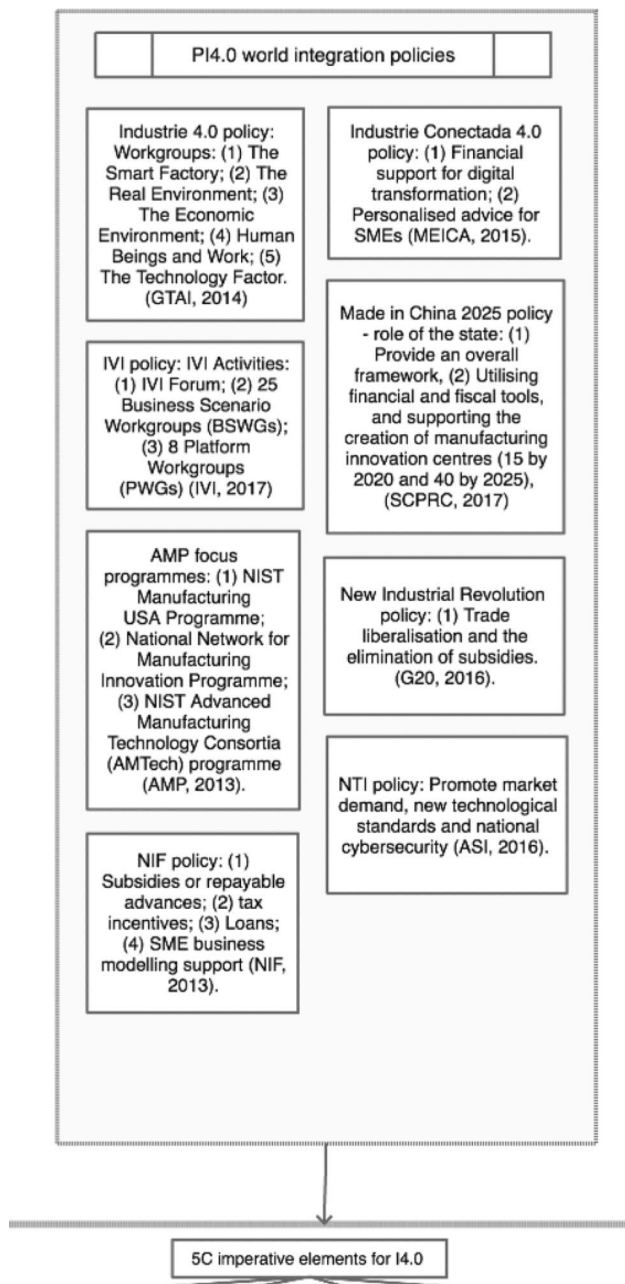 PI4.0 world integration policies
Industrie 4.0 policy:
Workgroups: (1) The
Smart Factory; (2) The
Real Environment; (3)
The Economic
Environment; (4) Human
Beings and Work; (5)
The Technology Factor.
(GTAI, 2014)
IVI policy: IVI Activities:
(1) IVI Forum; (2) 25
Business Scenario
Workgroups (BSWGs);
(3) 8 Platform
Workgroups
(PWGs) (IVI, 2017)
AMP focus
programmes: (1) NIST
Manufacturing
USA Programme;
(2) National Network for
Manufacturing
Innovation Programme;
(3) NIST Advanced
Manufacturing
Technology Consortia
(AMTech) programme
(AMP, 2013).
NIF policy: (1)
Subsidies or repayable
advances; (2) tax
incentives; (3) Loans;
(4) SME business
modelling support (NIF,
2013).
Industrie Conectada 4.0
policy: (1) Financial
support for digital
transformation; (2)
Personalised advice for
SMEs (MEICA, 2015).
Made in China 2025 policy
- role of the state: (1)
Provide an overall
framework, (2) Utilising
financial and fiscal tools,
and supporting the
creation of manufacturing
innovation centres (15 by
2020 and 40 by 2025),
(SCPRC, 2017)
New Industrial Revolution
policy: (1) Trade
liberalisation and the
elimination of subsidies.
(G20, 2016).
NTI policy: Promote market
demand, new technological
standards and national
cybersecurity (ASI, 2016).
5C imperative elements for I4.0